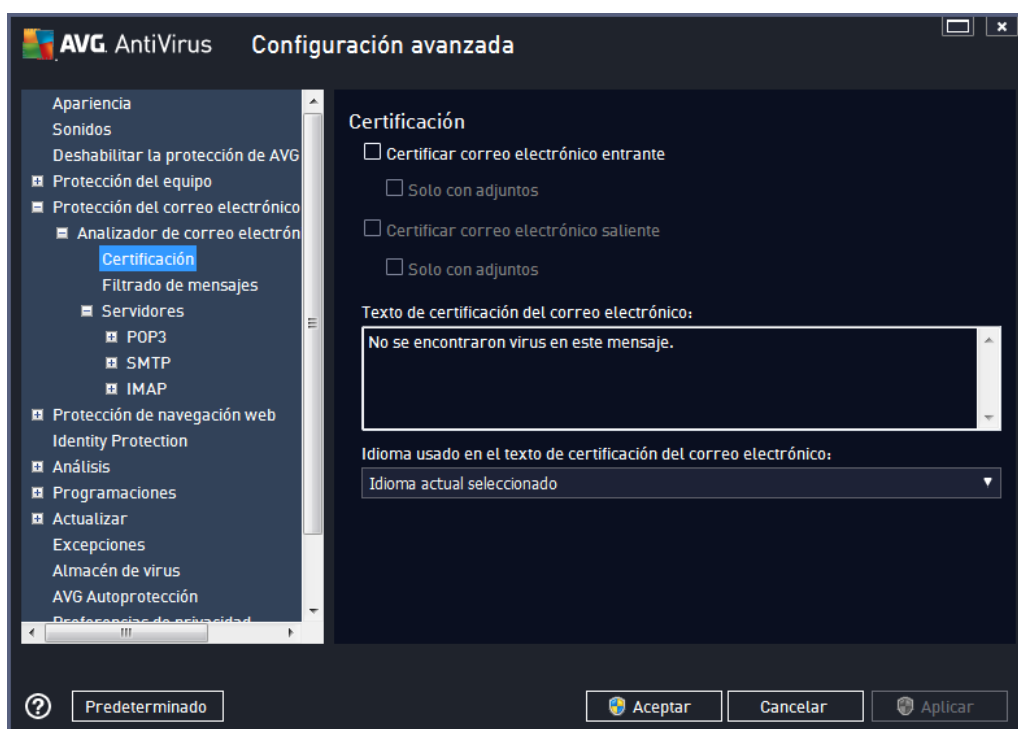 AVG. AntiVirus Configuración avanzada
Apariencia
Sonidos
Deshabilitar la protección de AVG
Protección del equipo
Protección del correo electrónico
Analizador de correo electrón
Certificación
Filtrado de mensajes
Servidores
POP3
SMTP
IMAP
Protección de navegación web
Identity Protection
Análisis
Programaciones
Actualizar
Excepciones
Almacén de virus
AVG Autoprotección
Preferencias de privacidad
Certificación
Certificar correo electrónico entrante
Solo con adjuntos
Certificar correo electrónico saliente
Solo con adjuntos
Texto de certificación del correo electrónico:
No se encontraron virus en este mensaje.
Idioma usado en el texto de certificación del correo electrónico:
Idioma actual seleccionado
Predeterminado
Aceptar
Cancelar
Aplicar